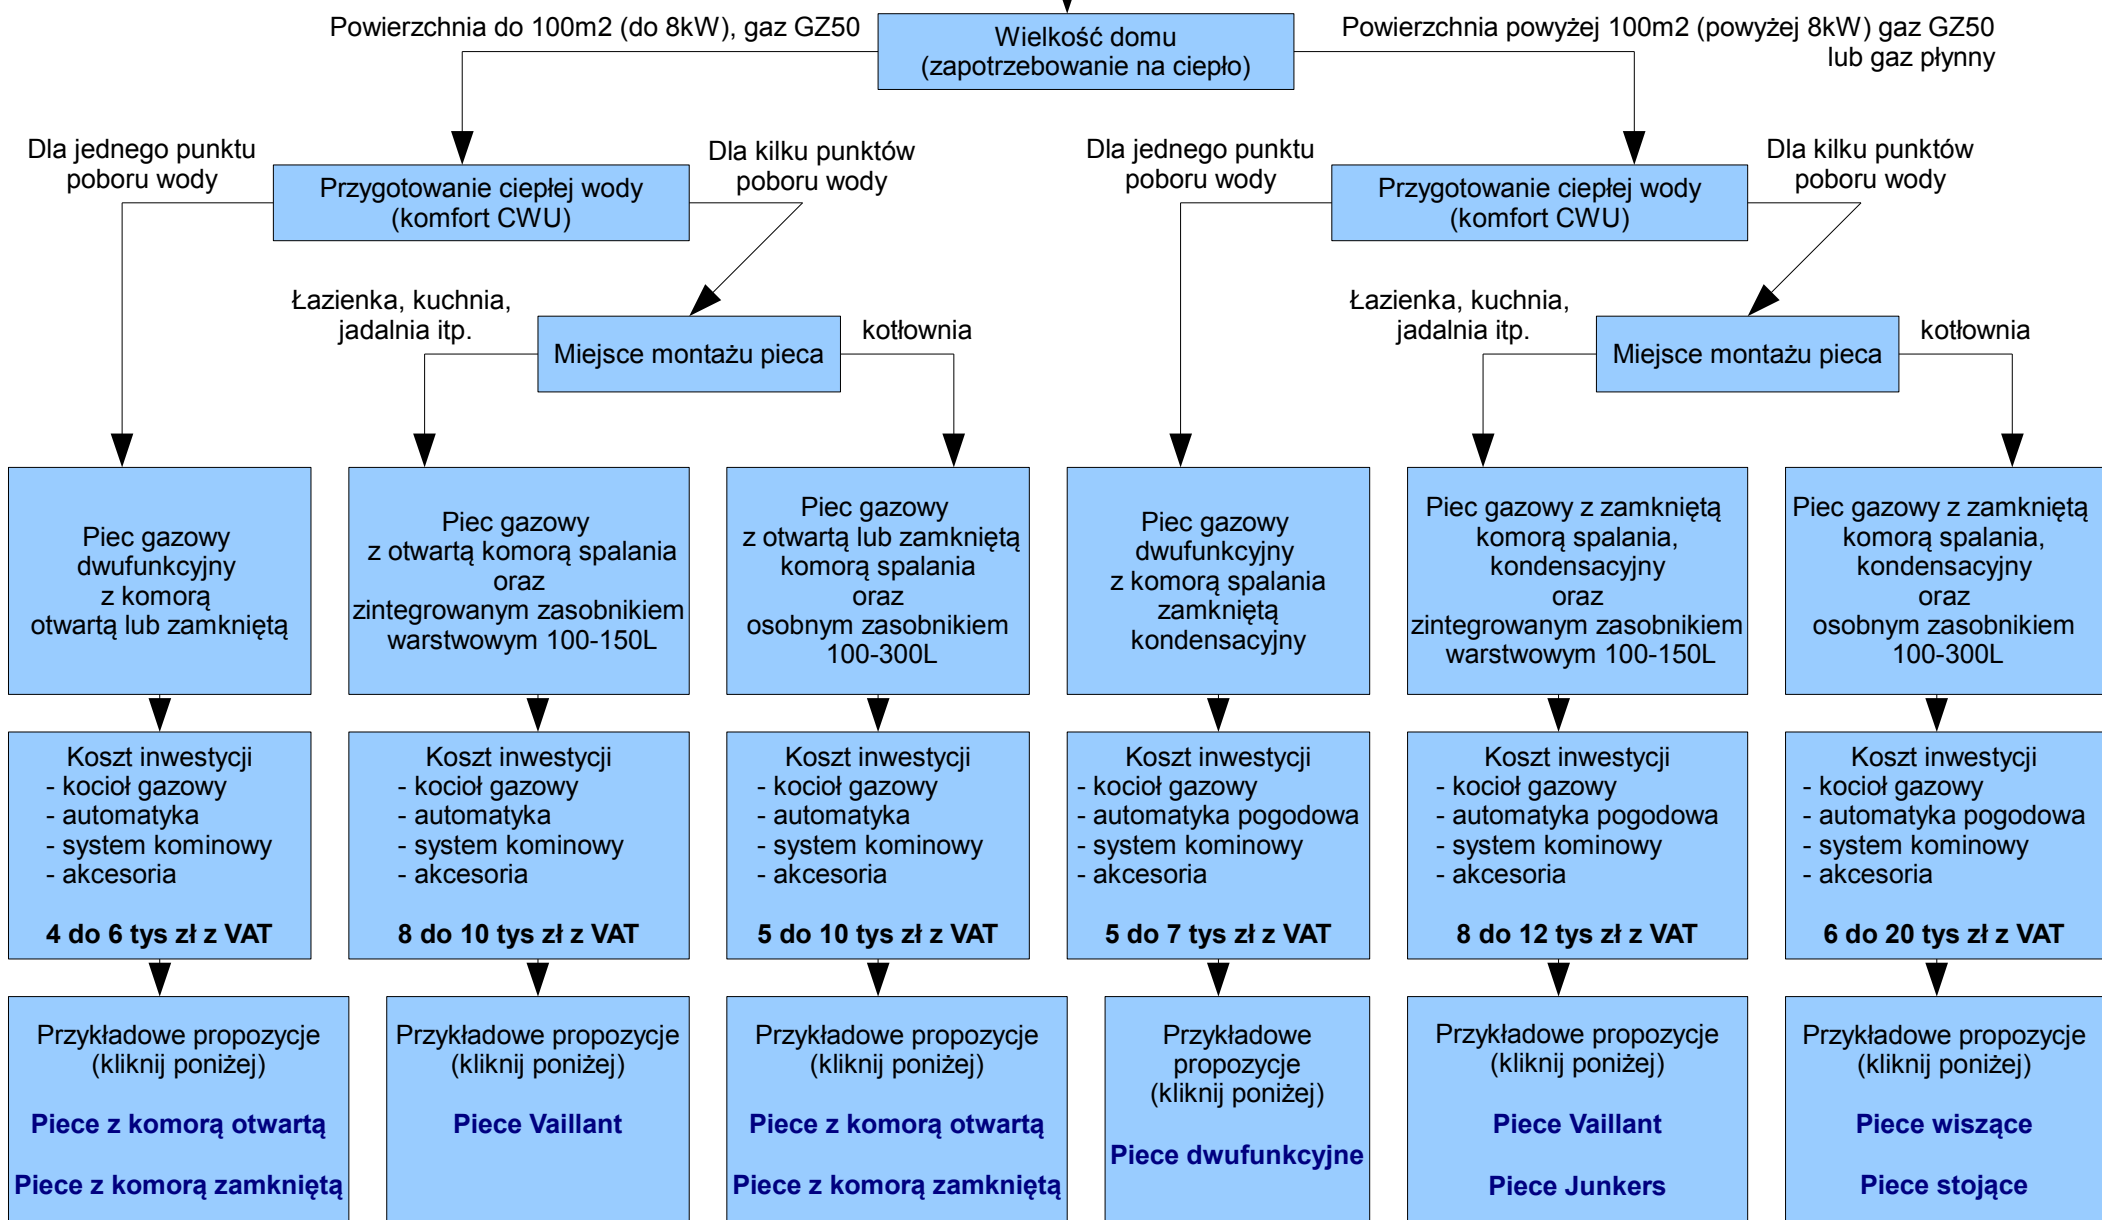 Powierzchnia do 100m2 (do 8kW), gaz GZ50
Wielkość domu
(zapotrzebowanie na ciepło)
Powierzchnia powyżej 100m2 (powyżej 8kW) gaz GZ50
lub gaz płynny
Dla jednego punktu
poboru wody
Przygotowanie ciepłej wody
(komfort CWU)
Dla kilku punktów
poboru wody
Dla jednego punktu
poboru wody
Przygotowanie ciepłej wody
(komfort CWU)
Dla kilku punktów
poboru wody
Łazienka, kuchnia,
jadalnia itp.
Miejsce montażu pieca
kotłownia
Łazienka, kuchnia,
jadalnia itp.
Miejsce montażu pieca
kotłownia
Piec gazowy
dwufunkcyjny
z komorą
otwartą lub zamkniętą
Piec gazowy
z otwartą komorą spalania
oraz
zintegrowanym zasobnikiem
warstwowym 100-150L
Piec gazowy
z otwartą lub zamkniętą
komorą spalania
oraz
osobnym zasobnikiem
100-300L
Piec gazowy
dwufunkcyjny
z komorą spalania
zamkniętą
kondensacyjny
Piec gazowy z zamkniętą
komorą spalania,
kondensacyjny
oraz
zintegrowanym zasobnikiem
warstwowym 100-150L
Piec gazowy z zamkniętą
komorą spalania,
kondensacyjny
oraz
osobnym zasobnikiem
100-300L
Koszt inwestycji
- kocioł gazowy
- automatyka
- system kominowy
- akcesoria
4 do 6 tys zł z VAT
Koszt inwestycji
- kocioł gazowy
- automatyka
- system kominowy
- akcesoria
8 do 10 tys zł z VAT
Koszt inwestycji
- kocioł gazowy
- automatyka
- system kominowy
- akcesoria
5 do 10 tys zł z VAT
Koszt inwestycji
- kocioł gazowy
- automatyka pogodowa
- system kominowy
- akcesoria
5 do 7 tys zł z VAT
Koszt inwestycji
- kocioł gazowy
- automatyka pogodowa
- system kominowy
- akcesoria
8 do 12 tys zł z VAT
Koszt inwestycji
- kocioł gazowy
- automatyka pogodowa
- system kominowy
- akcesoria
6 do 20 tys zł z VAT
Przykładowe propozycje
(kliknij poniżej)
Piece z komorą otwartą
Piece z komorą zamkniętą
Przykładowe propozycje
(kliknij poniżej)
Piece Vaillant
Przykładowe propozycje
(kliknij poniżej)
Piece z komorą otwartą
Piece z komorą zamkniętą
Przykładowe
propozycje
(kliknij poniżej)
Piece dwufunkcyjne
Przykładowe propozycje
(kliknij poniżej)
Piece Vaillant
Piece Junkers
Przykładowe propozycje
(kliknij poniżej)
Piece wiszące
Piece stojące